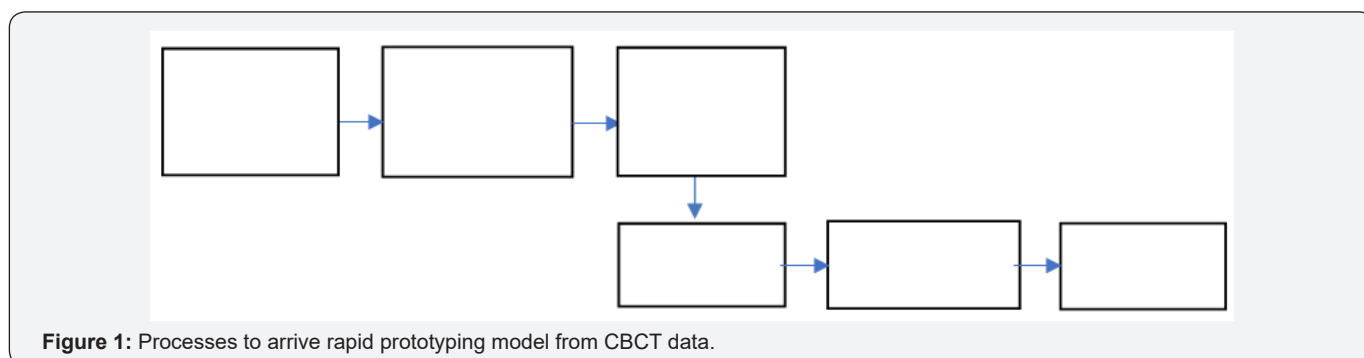 Figure 1: Processes to arrive rapid prototyping model from CBCT data.